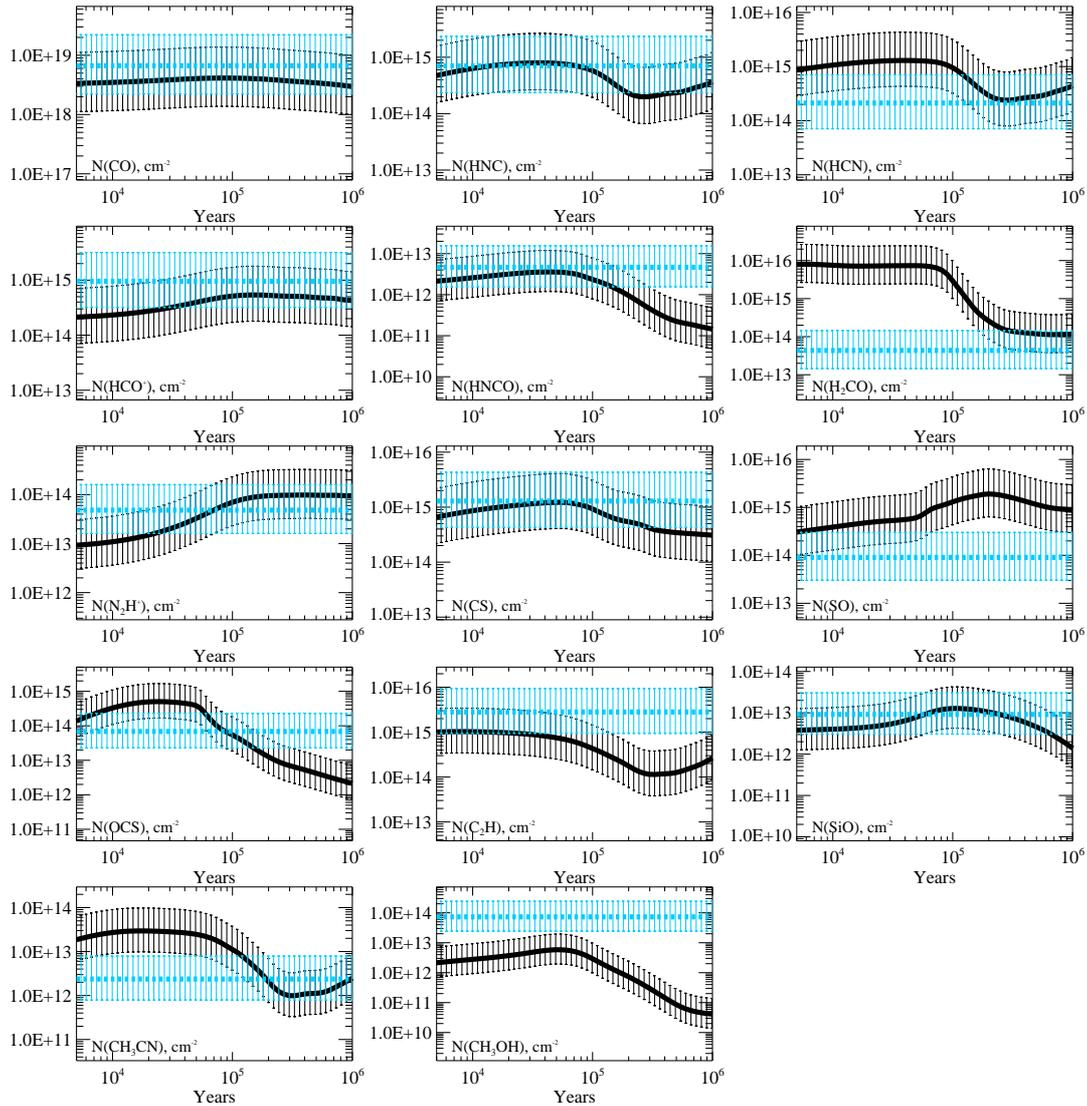 1.0E+19
1.0E+18
1.0E+17
N(CO), cm-2
10⁴ 10⁵ 10⁶
Years
1.0E+15
1.0E+14
1.0E+13
N(HNC), cm-2
10⁴ 10⁵ 10⁶
Years
1.0E+16
1.0E+15
1.0E+14
1.0E+13
N(HCN), cm-2
10⁴ 10⁵ 10⁶
Years
1.0E+15
1.0E+14
1.0E+13
N(HCO⁺), cm-2
10⁴ 10⁵ 10⁶
Years
1.0E+13
1.0E+12
1.0E+11
1.0E+10
N(HNCO), cm-2
10⁴ 10⁵ 10⁶
Years
1.0E+16
1.0E+15
1.0E+14
1.0E+13
N(H₂CO), cm-2
10⁴ 10⁵ 10⁶
Years
1.0E+14
1.0E+13
1.0E+12
N(N₂H⁺), cm-2
10⁴ 10⁵ 10⁶
Years
1.0E+16
1.0E+15
1.0E+14
1.0E+13
N(CS), cm-2
10⁴ 10⁵ 10⁶
Years
1.0E+16
1.0E+15
1.0E+14
1.0E+13
N(SO), cm-2
10⁴ 10⁵ 10⁶
Years
1.0E+15
1.0E+14
1.0E+13
1.0E+12
1.0E+11
N(OCS), cm-2
10⁴ 10⁵ 10⁶
Years
1.0E+16
1.0E+15
1.0E+14
1.0E+13
N(C₂H), cm-2
10⁴ 10⁵ 10⁶
Years
1.0E+14
1.0E+13
1.0E+12
1.0E+11
1.0E+10
N(SiO), cm-2
10⁴ 10⁵ 10⁶
Years
1.0E+14
1.0E+13
1.0E+12
1.0E+11
N(CH₃CN), cm-2
10⁴ 10⁵ 10⁶
Years
1.0E+14
1.0E+13
1.0E+12
1.0E+11
1.0E+10
N(CH₃OH), cm-2
10⁴ 10⁵ 10⁶
Years